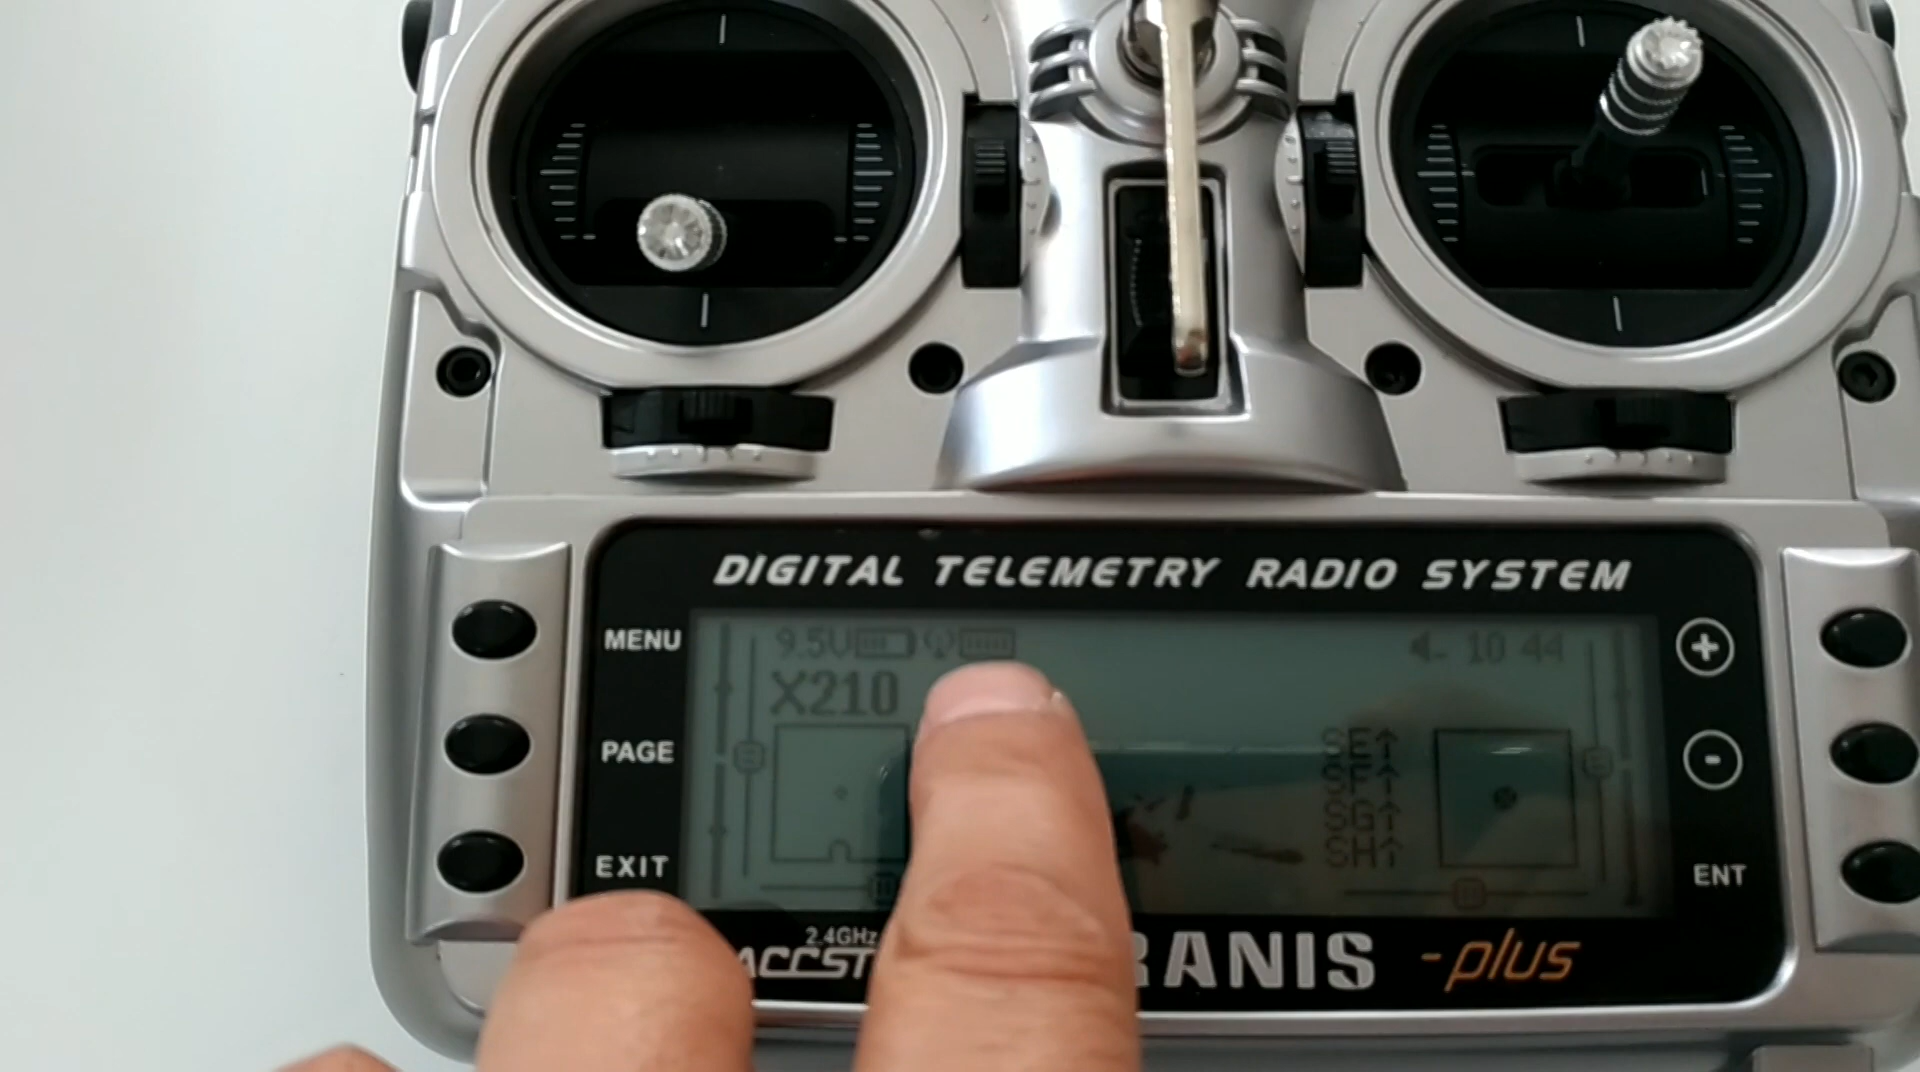 DIGITAL TELEMETRY RADIO SYSTEM
MENU
PAGE
EXIT
9.5V
10 44
X210
SE↑
SF↑
SG↑
SH↑
+
-
ENT
2.4GHz
ACCST
RANIS -plus